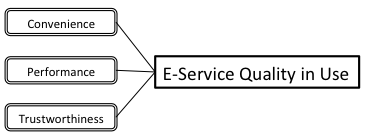 Convenience
Performance
E-Service Quality in Use
Trustworthiness